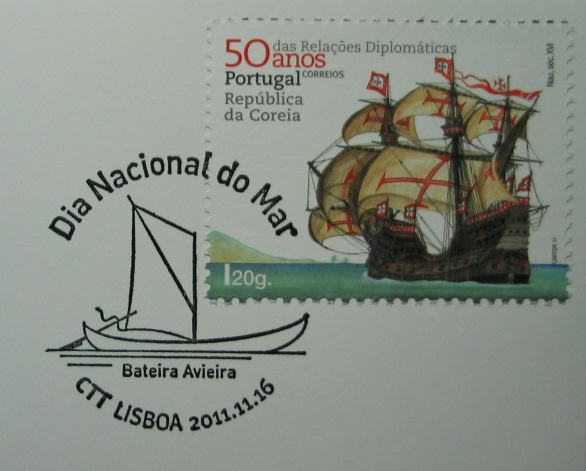 50 das Relações Diplomáticas
anos
Portugal CORREIOS
República
da Coreia
Nau, séc. XVI
I20g.
Dia Nacional do Mar
Bateira Avieira
CTT LISBOA 2011.11.16